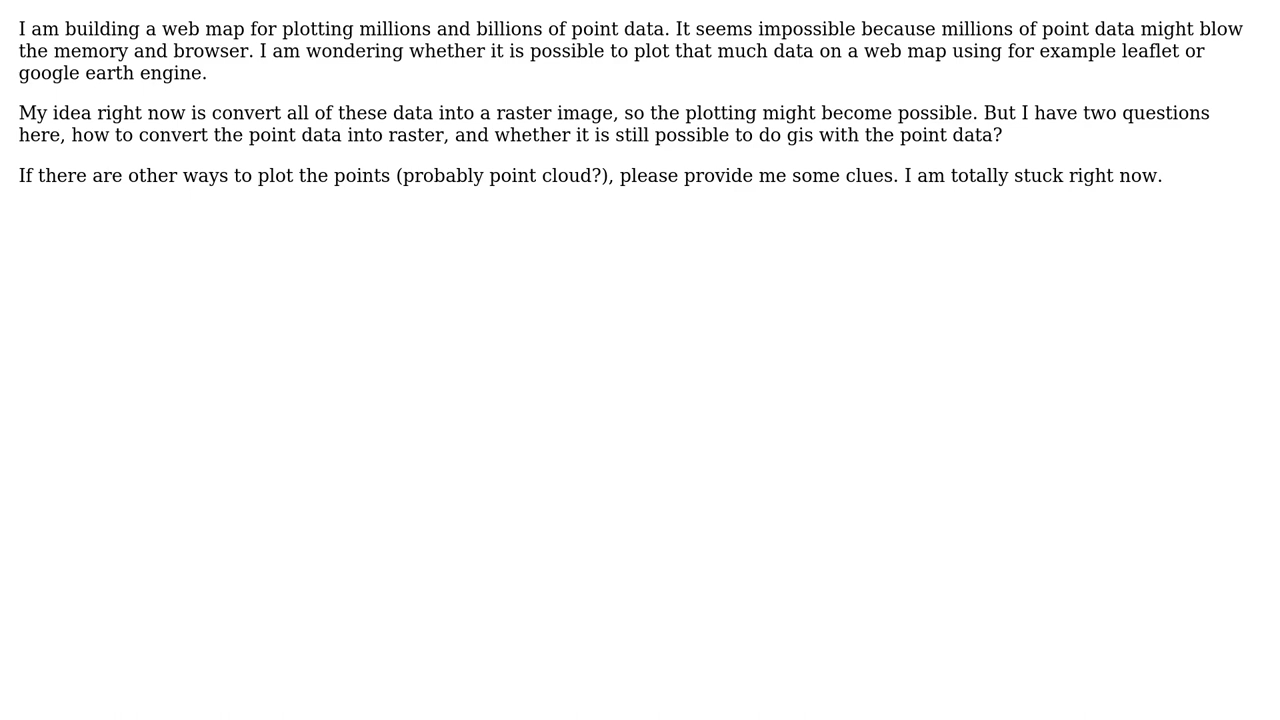 I am building a web map for plotting millions and billions of point data. It seems impossible because millions of point data might blow
the memory and browser. I am wondering whether it is possible to plot that much data on a web map using for example leaflet or
google earth engine.
My idea right now is convert all of these data into a raster image, so the plotting might become possible. But I have two questions
here, how to convert the point data into raster, and whether it is still possible to do gis with the point data?
If there are other ways to plot the points (probably point cloud?), please provide me some clues. I am totally stuck right now.